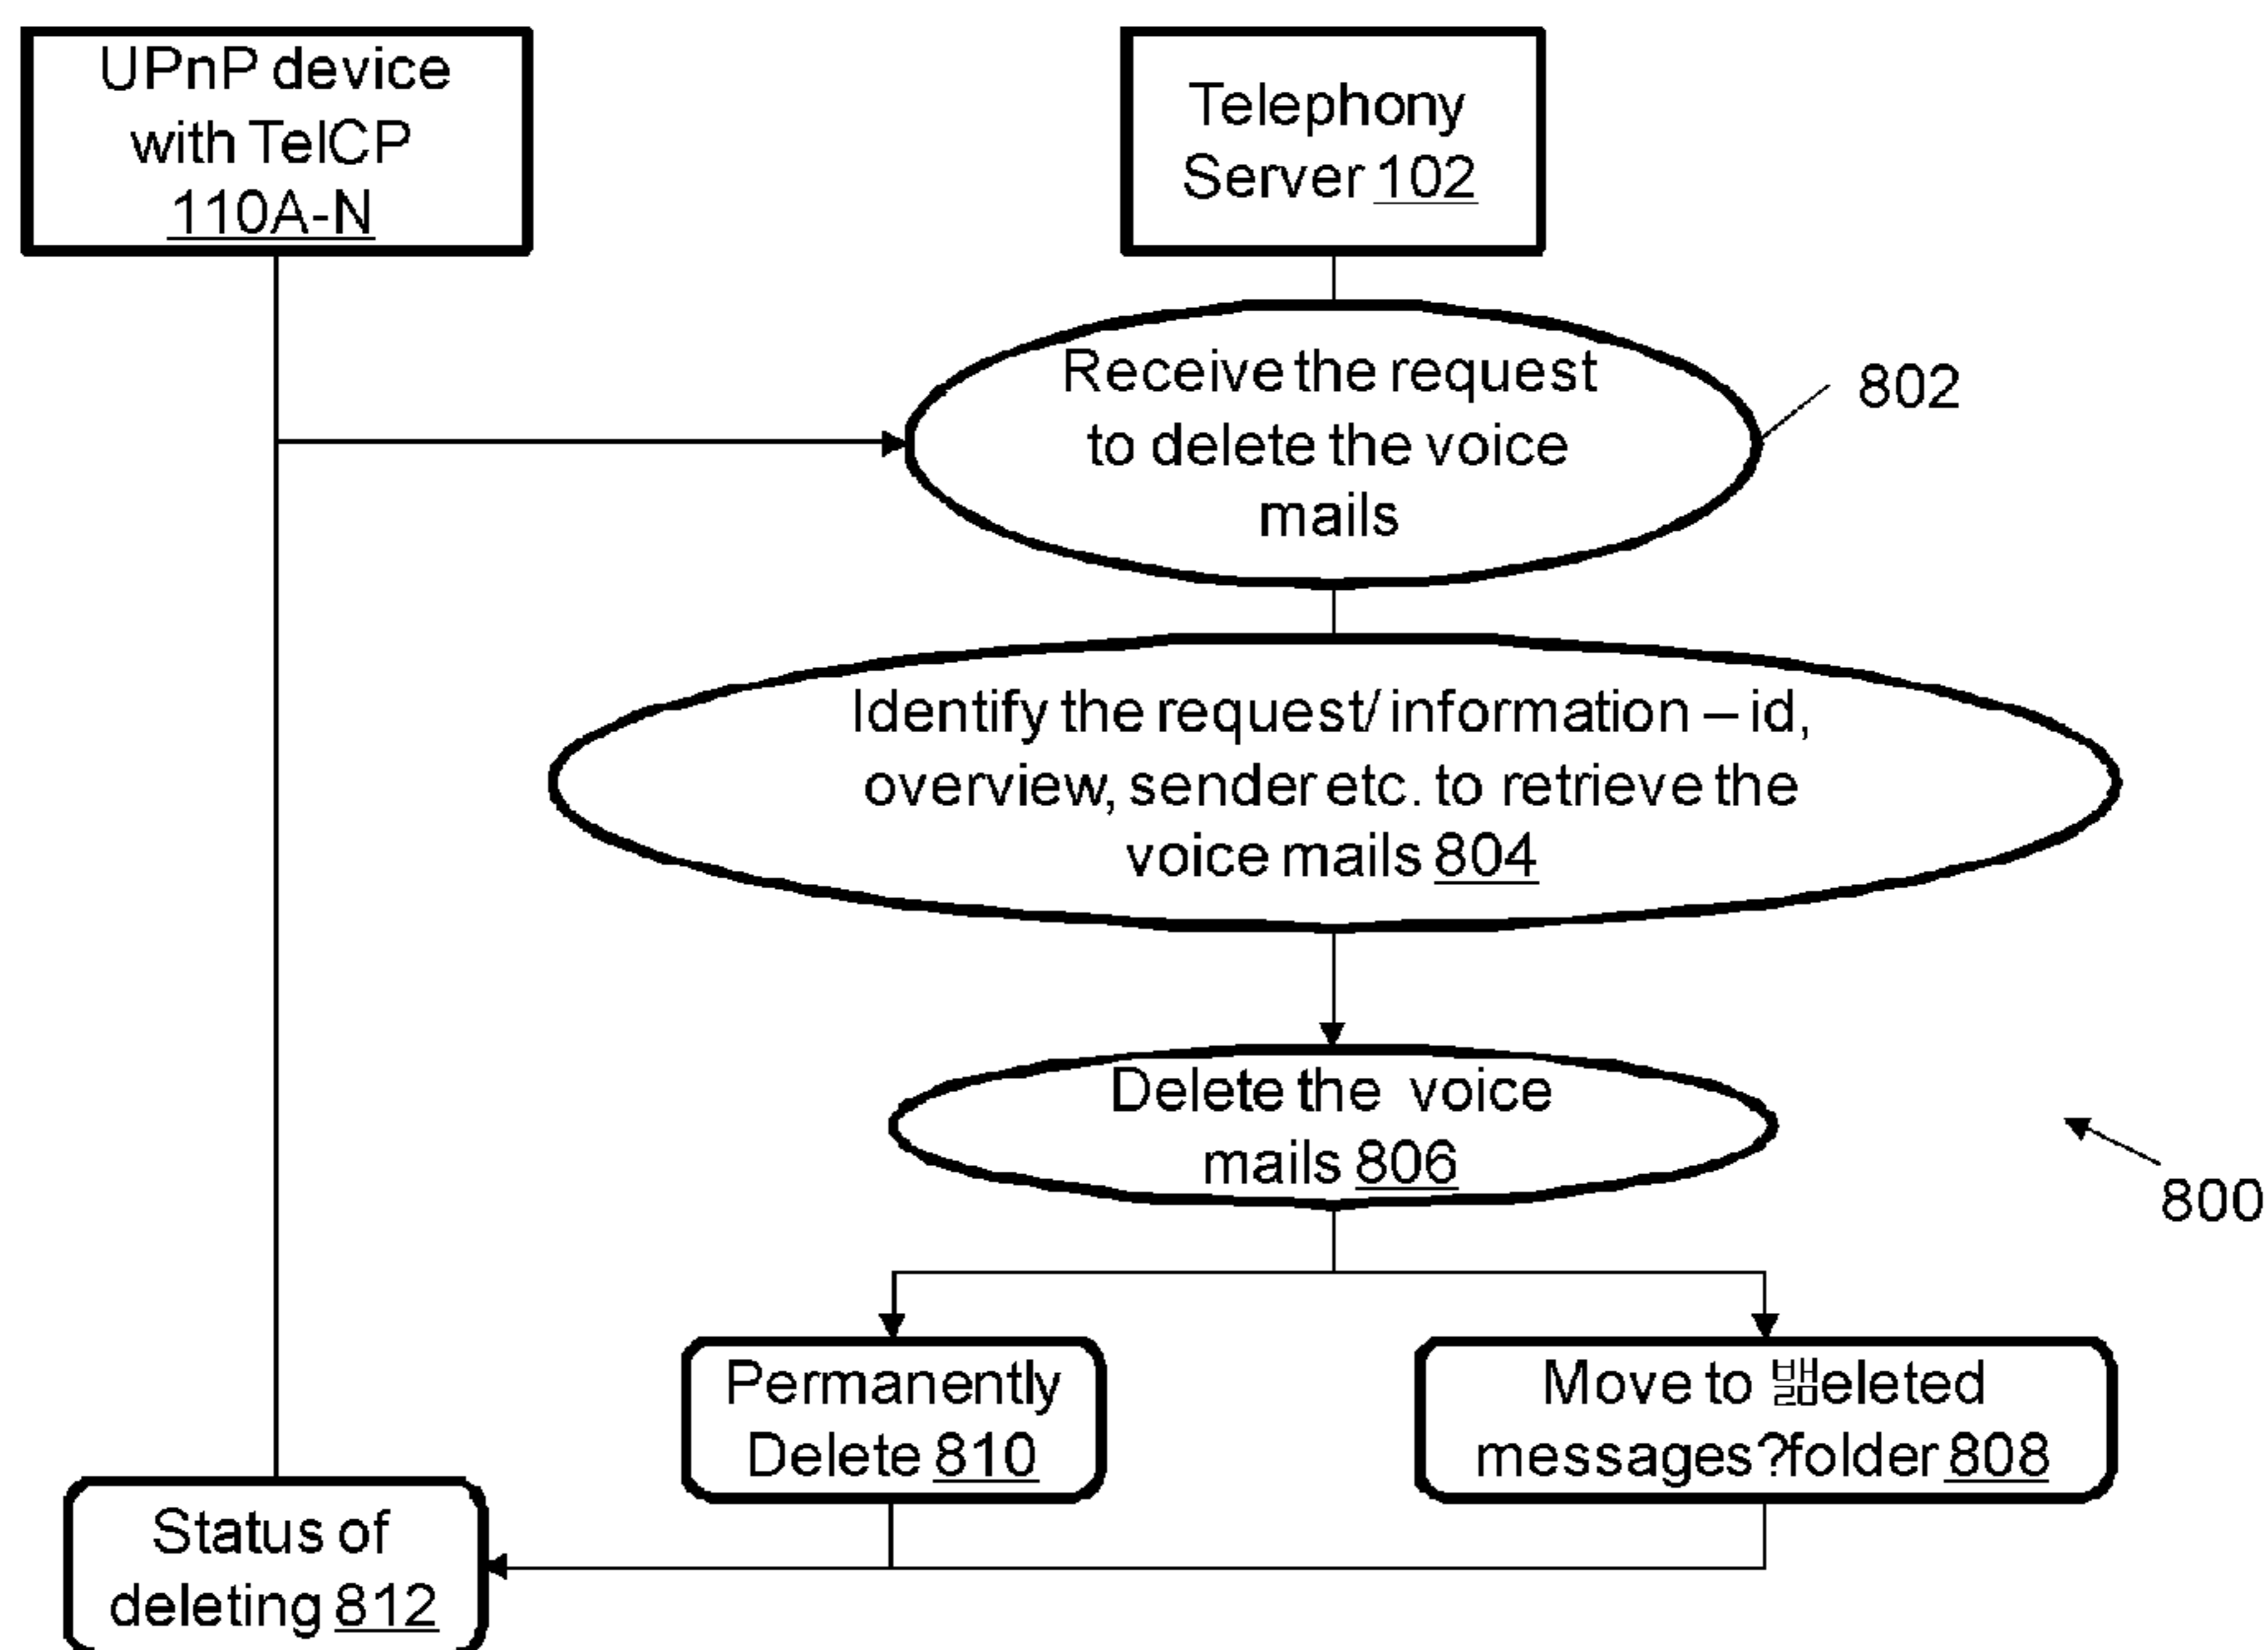 UPnP device
with TelCP
110A-N
Telephony
Server 102
Receive the request
to delete the voice
mails
802
Identify the request/ information – id,
overview, sender etc. to retrieve the
voice mails 804
Delete the voice
mails 806
800
Permanently
Delete 810
Move to 밺eleted
messages?folder 808
Status of
deleting 812